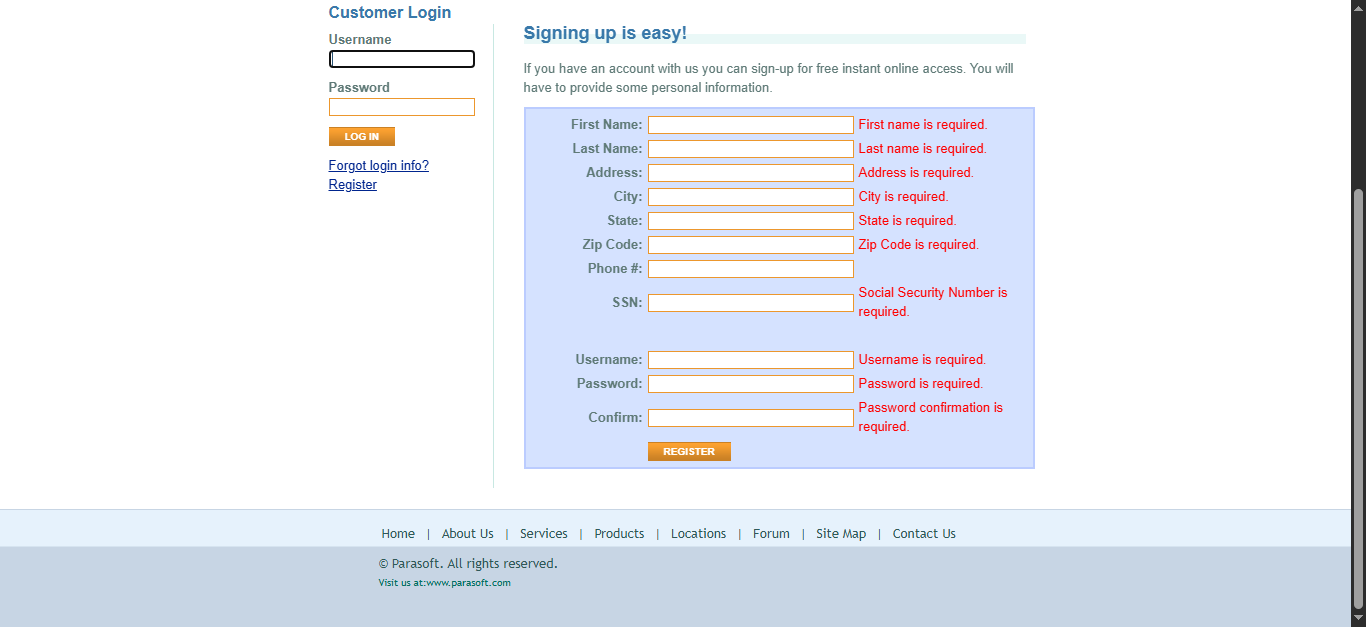 Customer Login
Username
Password
LOG IN
Forgot login info?
Register
Signing up is easy!
If you have an account with us you can sign-up for free instant online access. You will
have to provide some personal information.
First Name: First name is required.
Last Name: Last name is required.
Address: Address is required.
City: City is required.
State: State is required.
Zip Code: Zip Code is required.
Phone #:
SSN: Social Security Number is
required.
Username: Username is required.
Password: Password is required.
Confirm: Password confirmation is
required.
REGISTER
Home | About Us | Services | Products | Locations | Forum | Site Map | Contact Us
© Parasoft. All rights reserved.
Visit us at:www.parasoft.com